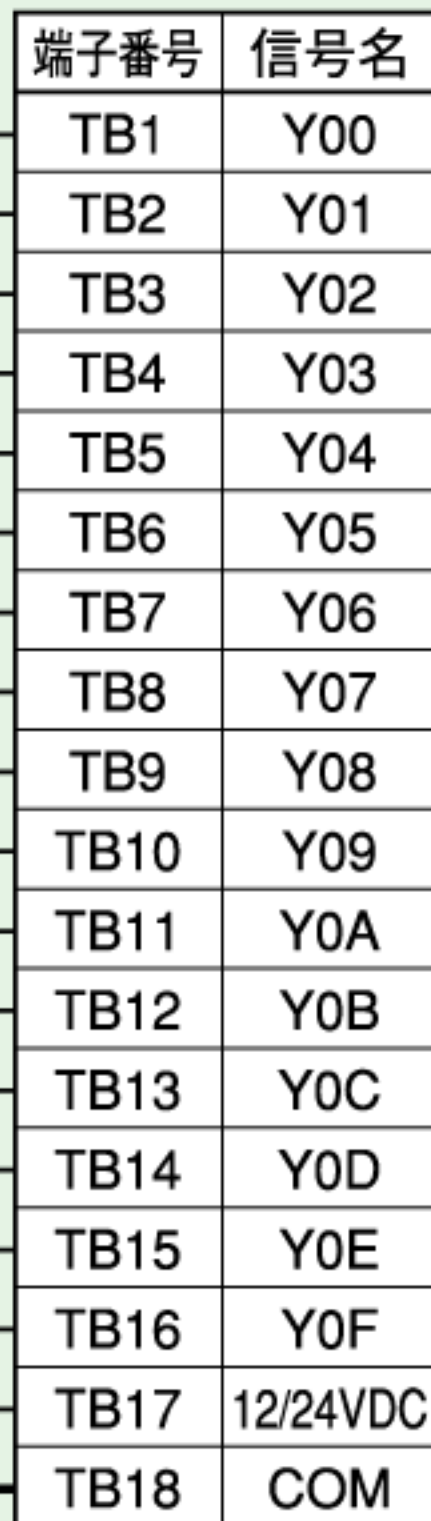 端子番号 信号名
TB1 Y00
TB2 Y01
TB3 Y02
TB4 Y03
TB5 Y04
TB6 Y05
TB7 Y06
TB8 Y07
TB9 Y08
TB10 Y09
TB11 Y0A
TB12 Y0B
TB13 Y0C
TB14 Y0D
TB15 Y0E
TB16 Y0F
TB17 12/24VDC
TB18 COM